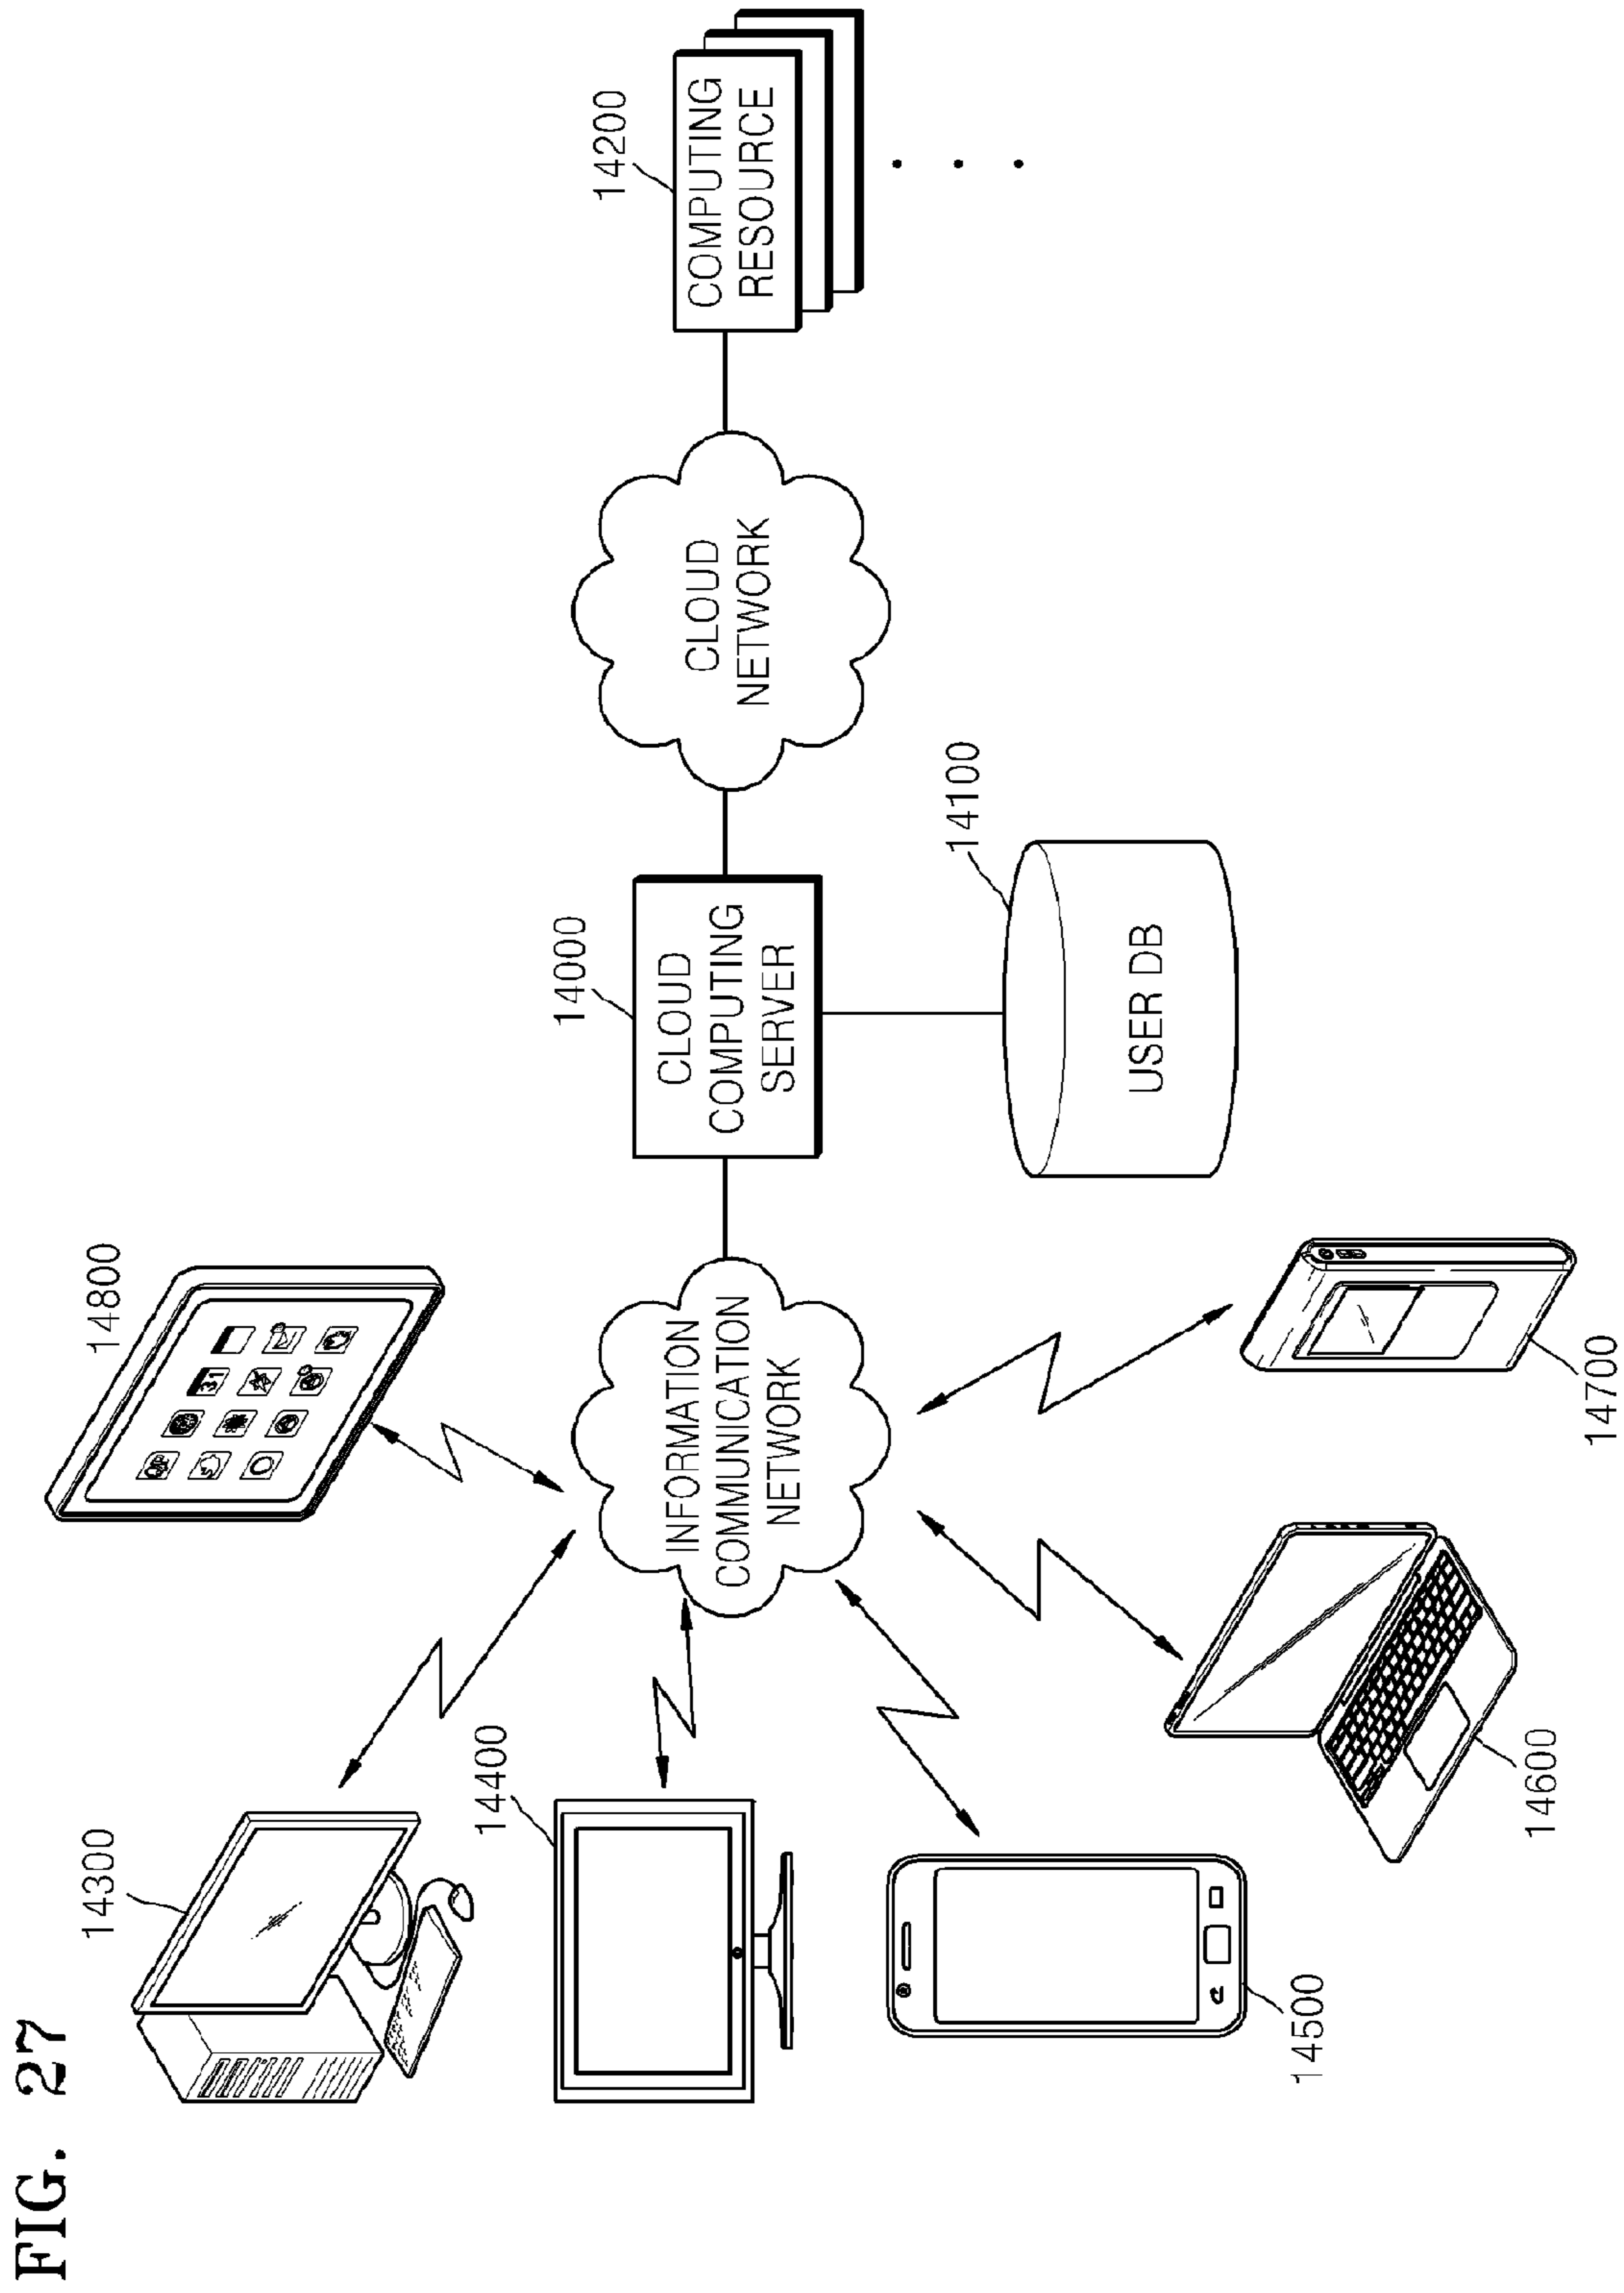 FIG. 27
14300
14800
14400
14000
14200
CLOUD
COMPUTING
SERVER
CLOUD
NETWORK
COMPUTING
RESOURCE
INFORMATION
COMMUNICATION
NETWORK
14100
USER DB
31
14500
14600
14700